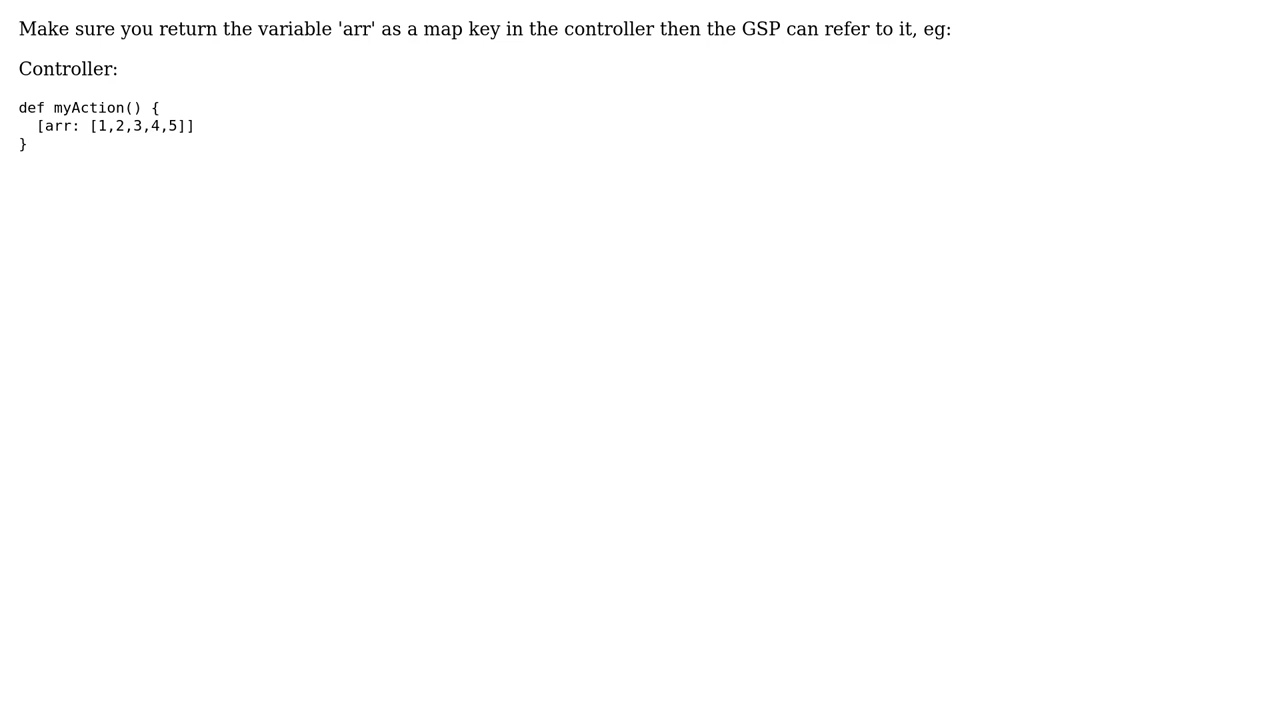 Make sure you return the variable 'arr' as a map key in the controller then the GSP can refer to it, eg:
Controller:
def myAction() {
  [arr: [1,2,3,4,5]]
}